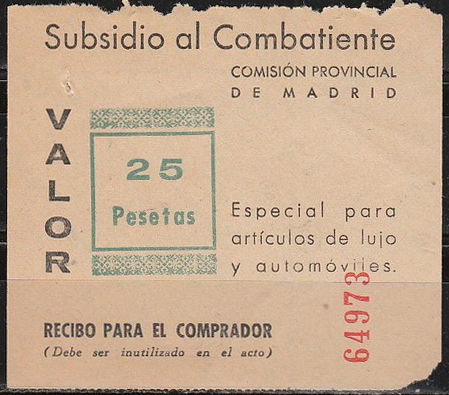 Subsidio al Combatiente
COMISIÓN PROVINCIAL
DE MADRID
VALOR
25
Pesetas
Especial para
artículos de lujo
y automóviles.
64973
RECIBO PARA EL COMPRADOR
(Debe ser inutilizado en el acto)